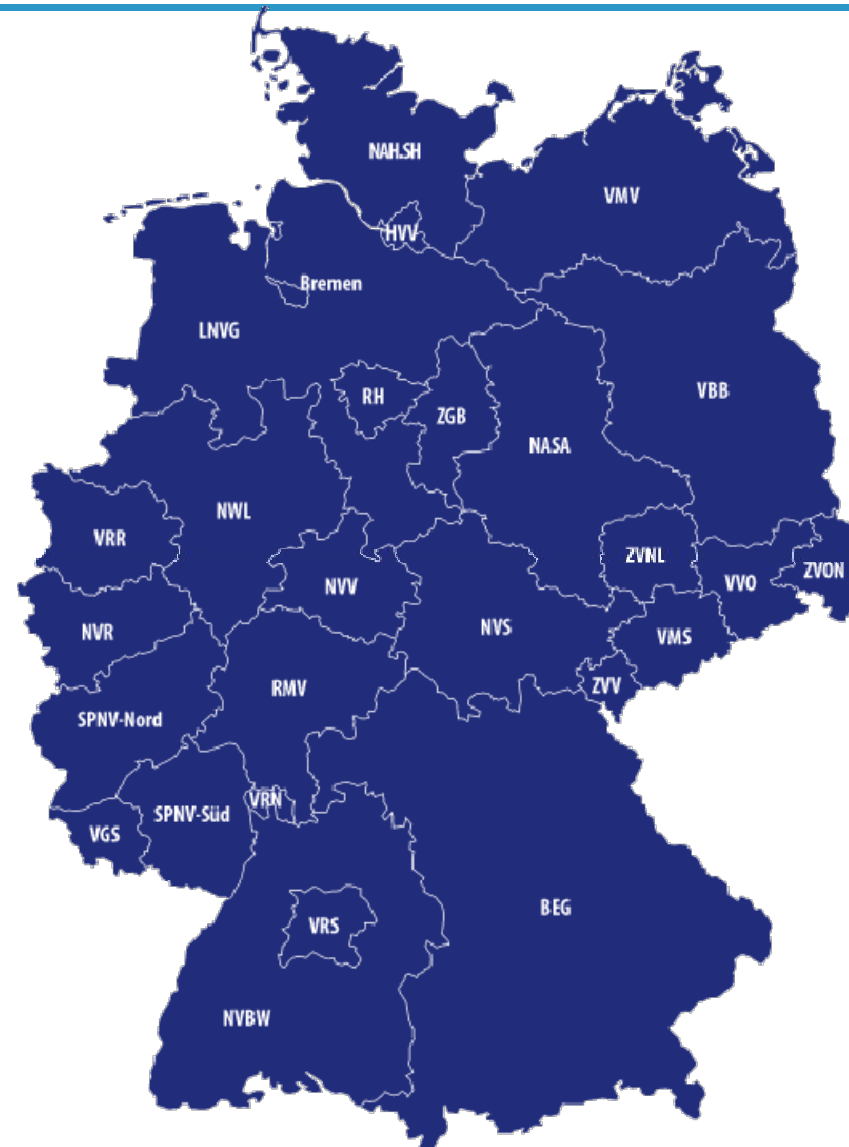 NAH.SH
VMV
HVV
Bremen
LNVG
RH
VBB
ZGB
NASA
NWL
VRR
ZVNL
ZVON
VVO
NVV
NVR
NVS
VMS
RMV
ZVV
SPNV-Nord
VRN
SPNV-Süd
VGS
BEG
VRS
NVBW